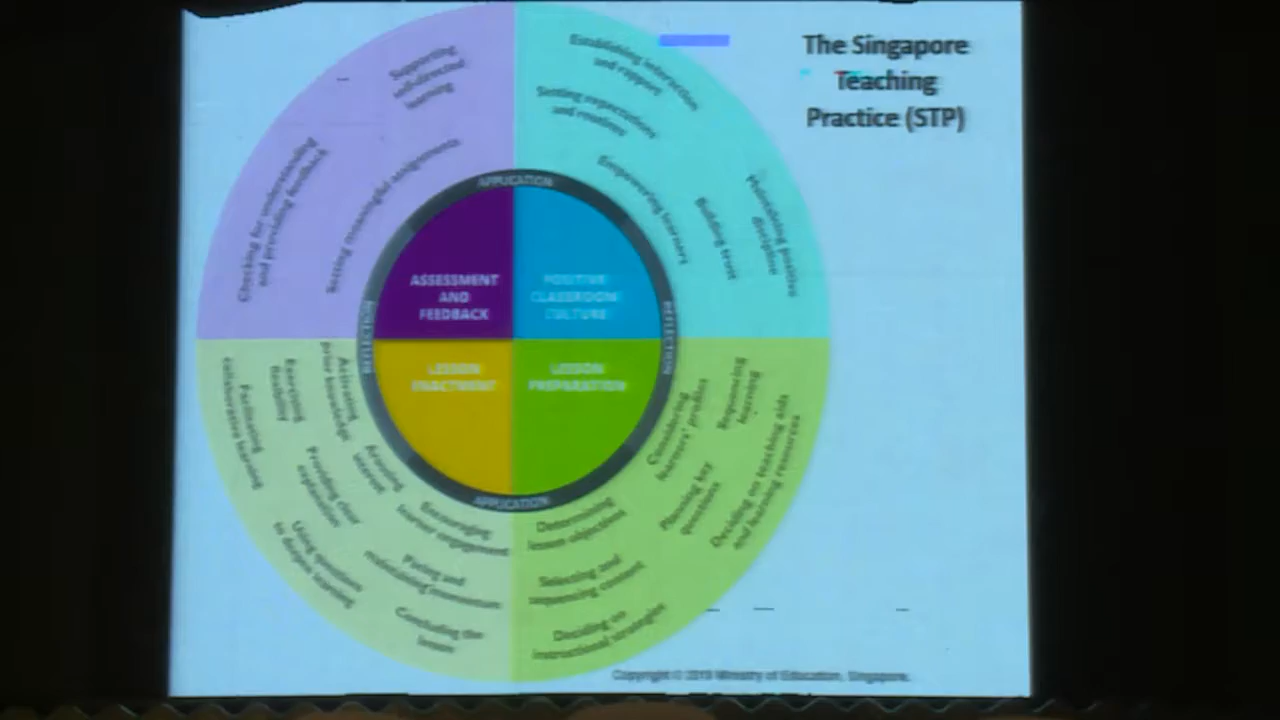 The Singapore
Teaching
Practice (STP)
Supporting
self-directed
learning
Setting meaningful assignments
Checking for understanding
and providing feedback
Establishing interaction
and rapport
Setting expectations
and routines
Empowering learners
Building trust
Maintaining positive
discipline
APPLICATION
REFLECTION
REFLECTION
APPLICATION
ASSESSMENT
AND
FEEDBACK
POSITIVE
CLASSROOM
CULTURE
LESSON
ENACTMENT
LESSON
PREPARATION
Activating
prior knowledge
Exercising
flexibility
Facilitating
collaborative learning
Arousing
interest
Providing clear
explanation
Using questions
to deepen learning
Encouraging
learner engagement
Pacing and
maintaining momentum
Concluding the
lesson
Determining
lesson objectives
Selecting and
sequencing content
Deciding on
instructional strategies
Considering
learners' profiles
Planning key
questions
Sequencing
learning
Deciding on teaching aids
and learning resources
Copyright © Ministry of Education, Singapore.